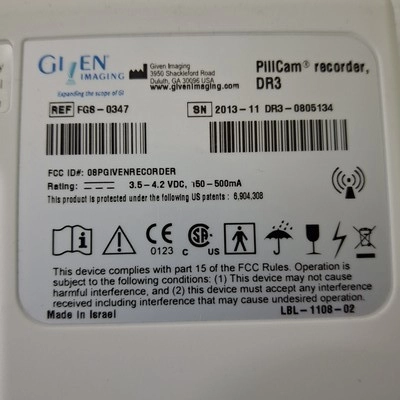 GIVEN
IMAGING
Expanding the scope of GI
Given Imaging
3950 Shackleford Road
Duluth, GA 30096 USA
www.givenimaging.com
PillCam® recorder,
DR3
REF FGS-0347
SN 2013-11 DR3-0805134
FCC ID#: O8PGIVENRECORDER
Rating: 3.5-4.2 VDC, 150-500mA
This product is protected under the following US patents: 6,904,308
CE
0123
C SA US
This device complies with part 15 of the FCC Rules. Operation is
subject to the following conditions: (1) This device may not cause
harmful interference, and (2) this device must accept any interference
received including interference that may cause undesired operation.
Made in Israel
LBL-1108-02